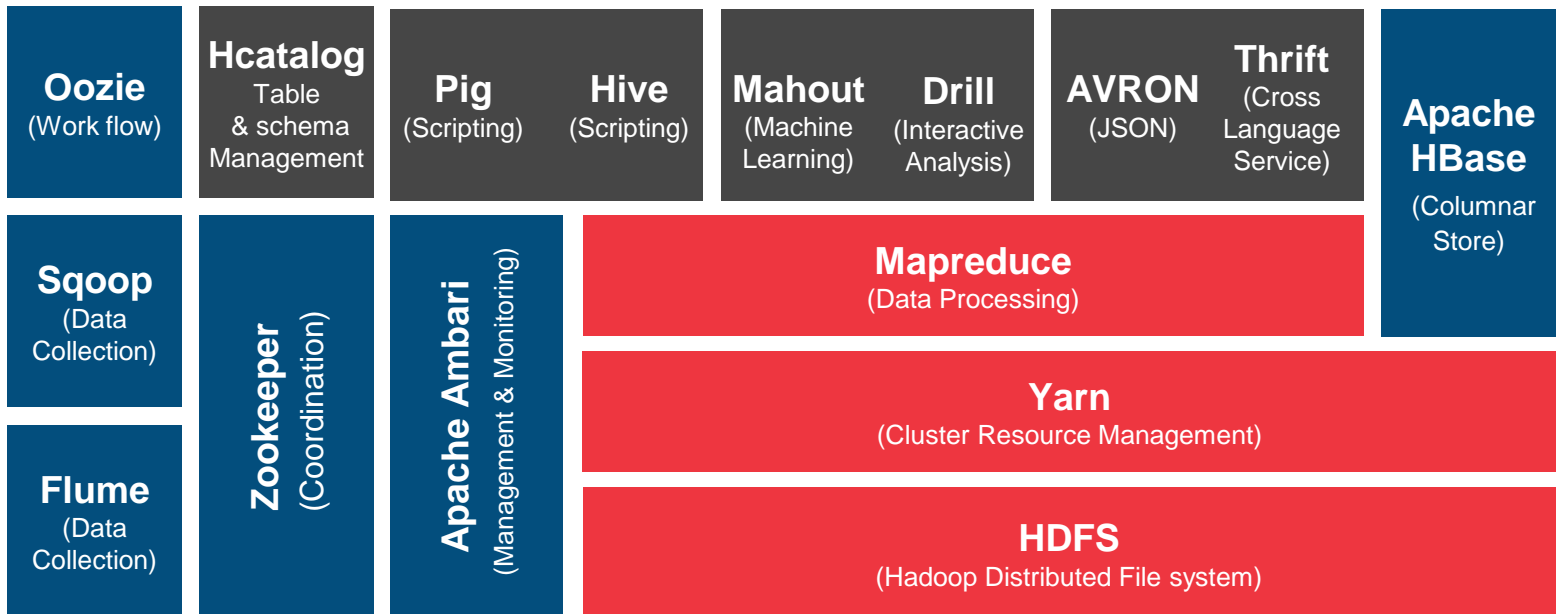 Oozie
(Work flow)
Hcatalog
Table
& schema
Management
Pig
(Scripting)
Hive
(Scripting)
Mahout
(Machine
Learning)
Drill
(Interactive
Analysis)
AVRON
(JSON)
Thrift
(Cross
Language
Service)
Apache
HBase
(Columnar
Store)
Sqoop
(Data
Collection)
Flume
(Data
Collection)
Zookeeper
(Coordination)
Apache Ambari
(Management & Monitoring)
Mapreduce
(Data Processing)
Yarn
(Cluster Resource Management)
HDFS
(Hadoop Distributed File system)